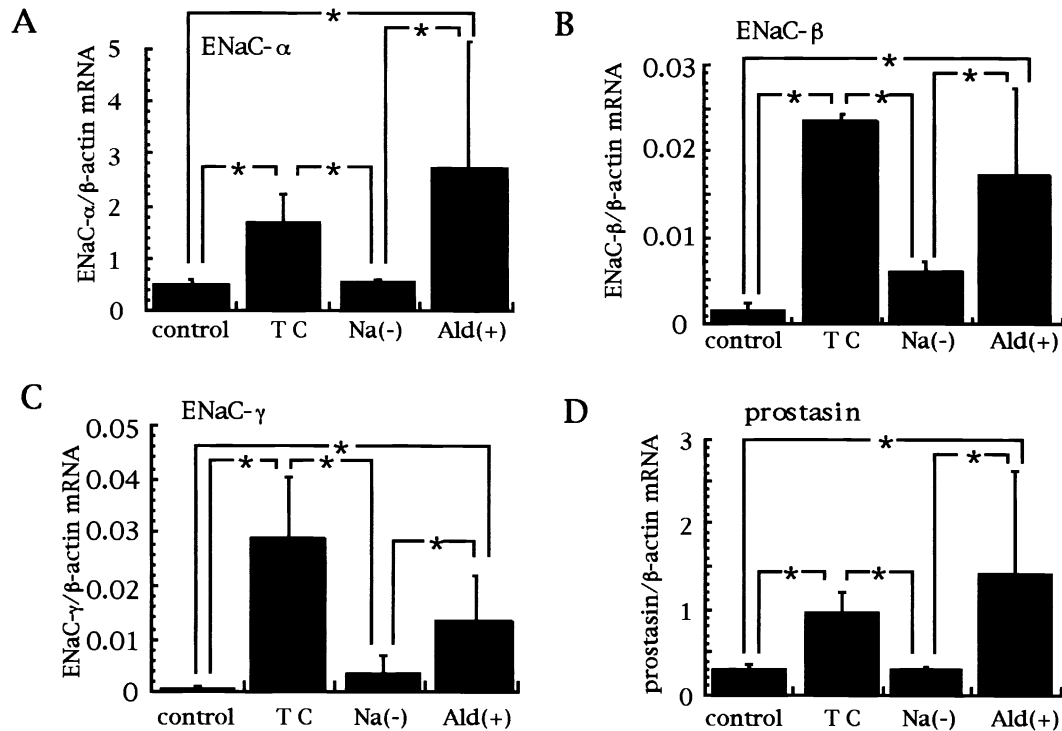 A
ENaC-α
*
*
*
*
ENaC-α/β-actin mRNA
5
4
3
2
1
0
control
T C
Na(-)
Ald(+)
B
ENaC-β
*
*
*
*
ENaC-β/β-actin mRNA
0.03
0.02
0.01
0
control
T C
Na(-)
Ald(+)
C
ENaC-γ
*
*
*
*
ENaC-γ/β-actin mRNA
0.05
0.04
0.03
0.02
0.01
0
control
T C
Na(-)
Ald(+)
D
prostasin
*
*
*
*
prostasin/β-actin mRNA
3
2
1
0
control
T C
Na(-)
Ald(+)